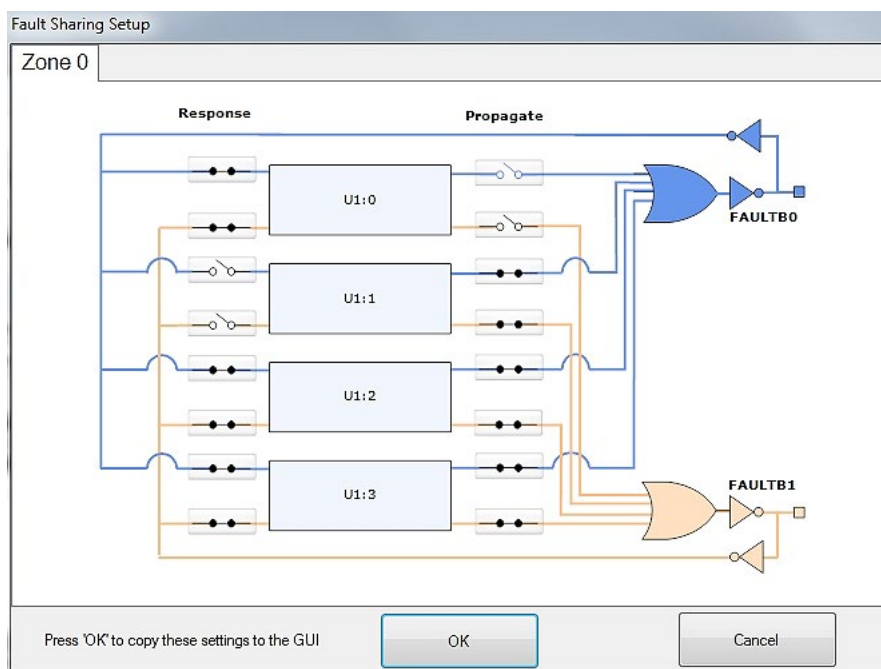 Fault Sharing Setup
Zone 0
Response
Propagate
U1:0
FAULTB0
U1:1
U1:2
U1:3
FAULTB1
Press 'OK' to copy these settings to the GUI
OK
Cancel